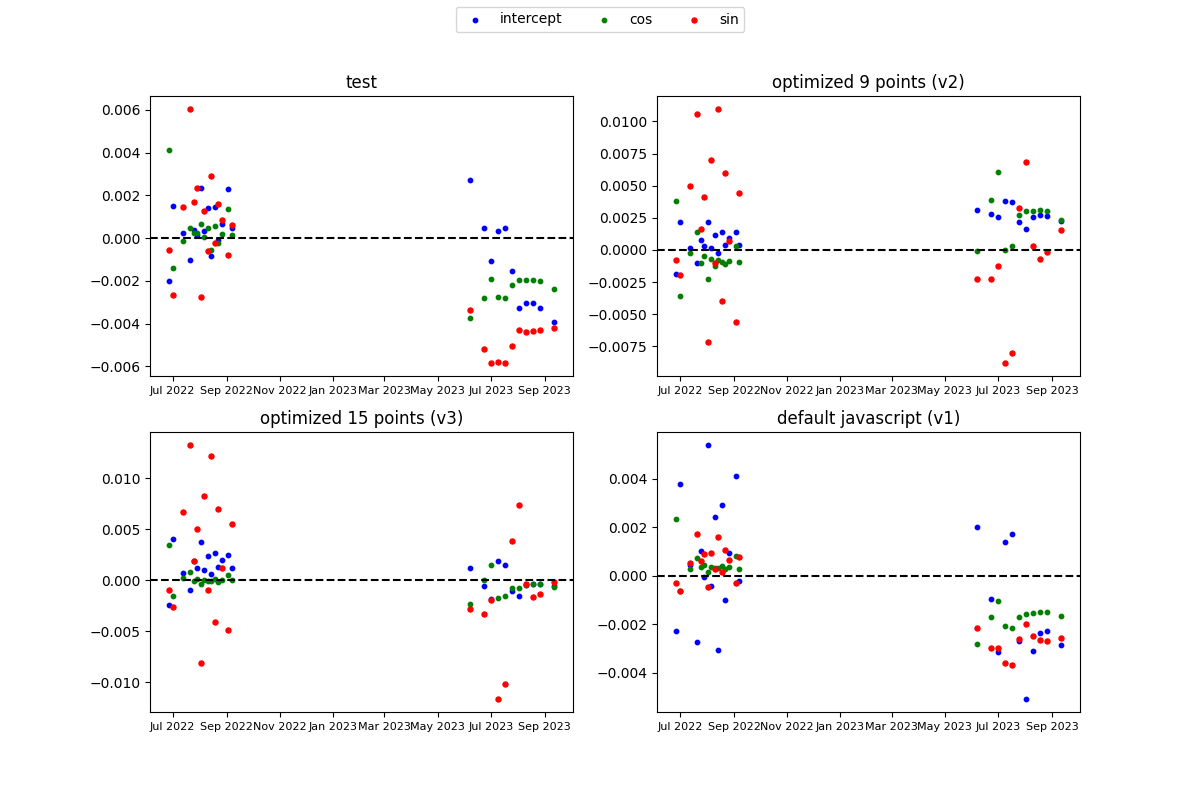 intercept cos sin
test
0.006
0.004
0.002
0.000
−0.002
−0.004
−0.006
Jul 2022 Sep 2022 Nov 2022 Jan 2023 Mar 2023 May 2023 Jul 2023 Sep 2023
optimized 9 points (v2)
0.0100
0.0075
0.0050
0.0025
0.0000
−0.0025
−0.0050
−0.0075
Jul 2022 Sep 2022 Nov 2022 Jan 2023 Mar 2023 May 2023 Jul 2023 Sep 2023
optimized 15 points (v3)
0.010
0.005
0.000
−0.005
−0.010
Jul 2022 Sep 2022 Nov 2022 Jan 2023 Mar 2023 May 2023 Jul 2023 Sep 2023
default javascript (v1)
0.004
0.002
0.000
−0.002
−0.004
Jul 2022 Sep 2022 Nov 2022 Jan 2023 Mar 2023 May 2023 Jul 2023 Sep 2023